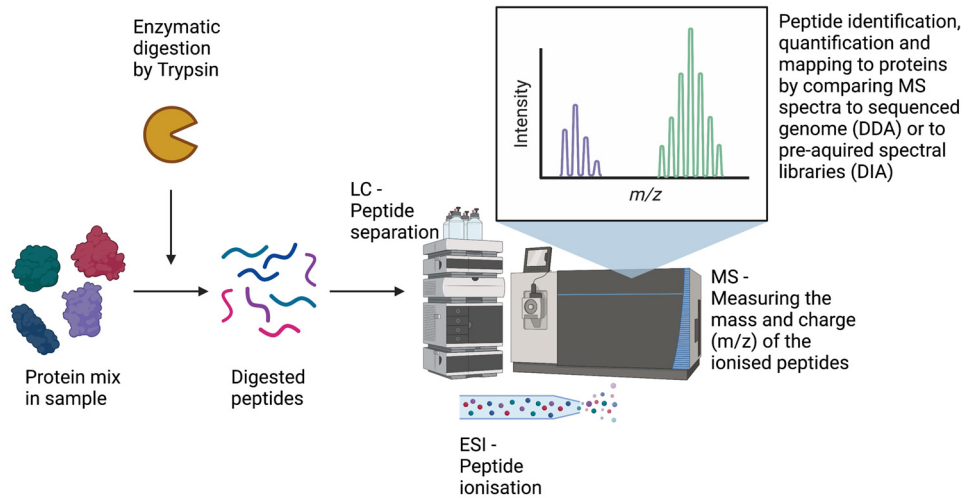 Enzymatic
digestion
by Trypsin
Protein mix
in sample
Digested
peptides
LC -
Peptide
separation
Intensity
m/z
Peptide identification,
quantification and
mapping to proteins
by comparing MS
spectra to sequenced
genome (DDA) or to
pre-aquired spectral
libraries (DIA)
MS -
Measuring the
mass and charge
(m/z) of the
ionised peptides
ESI -
Peptide
ionisation